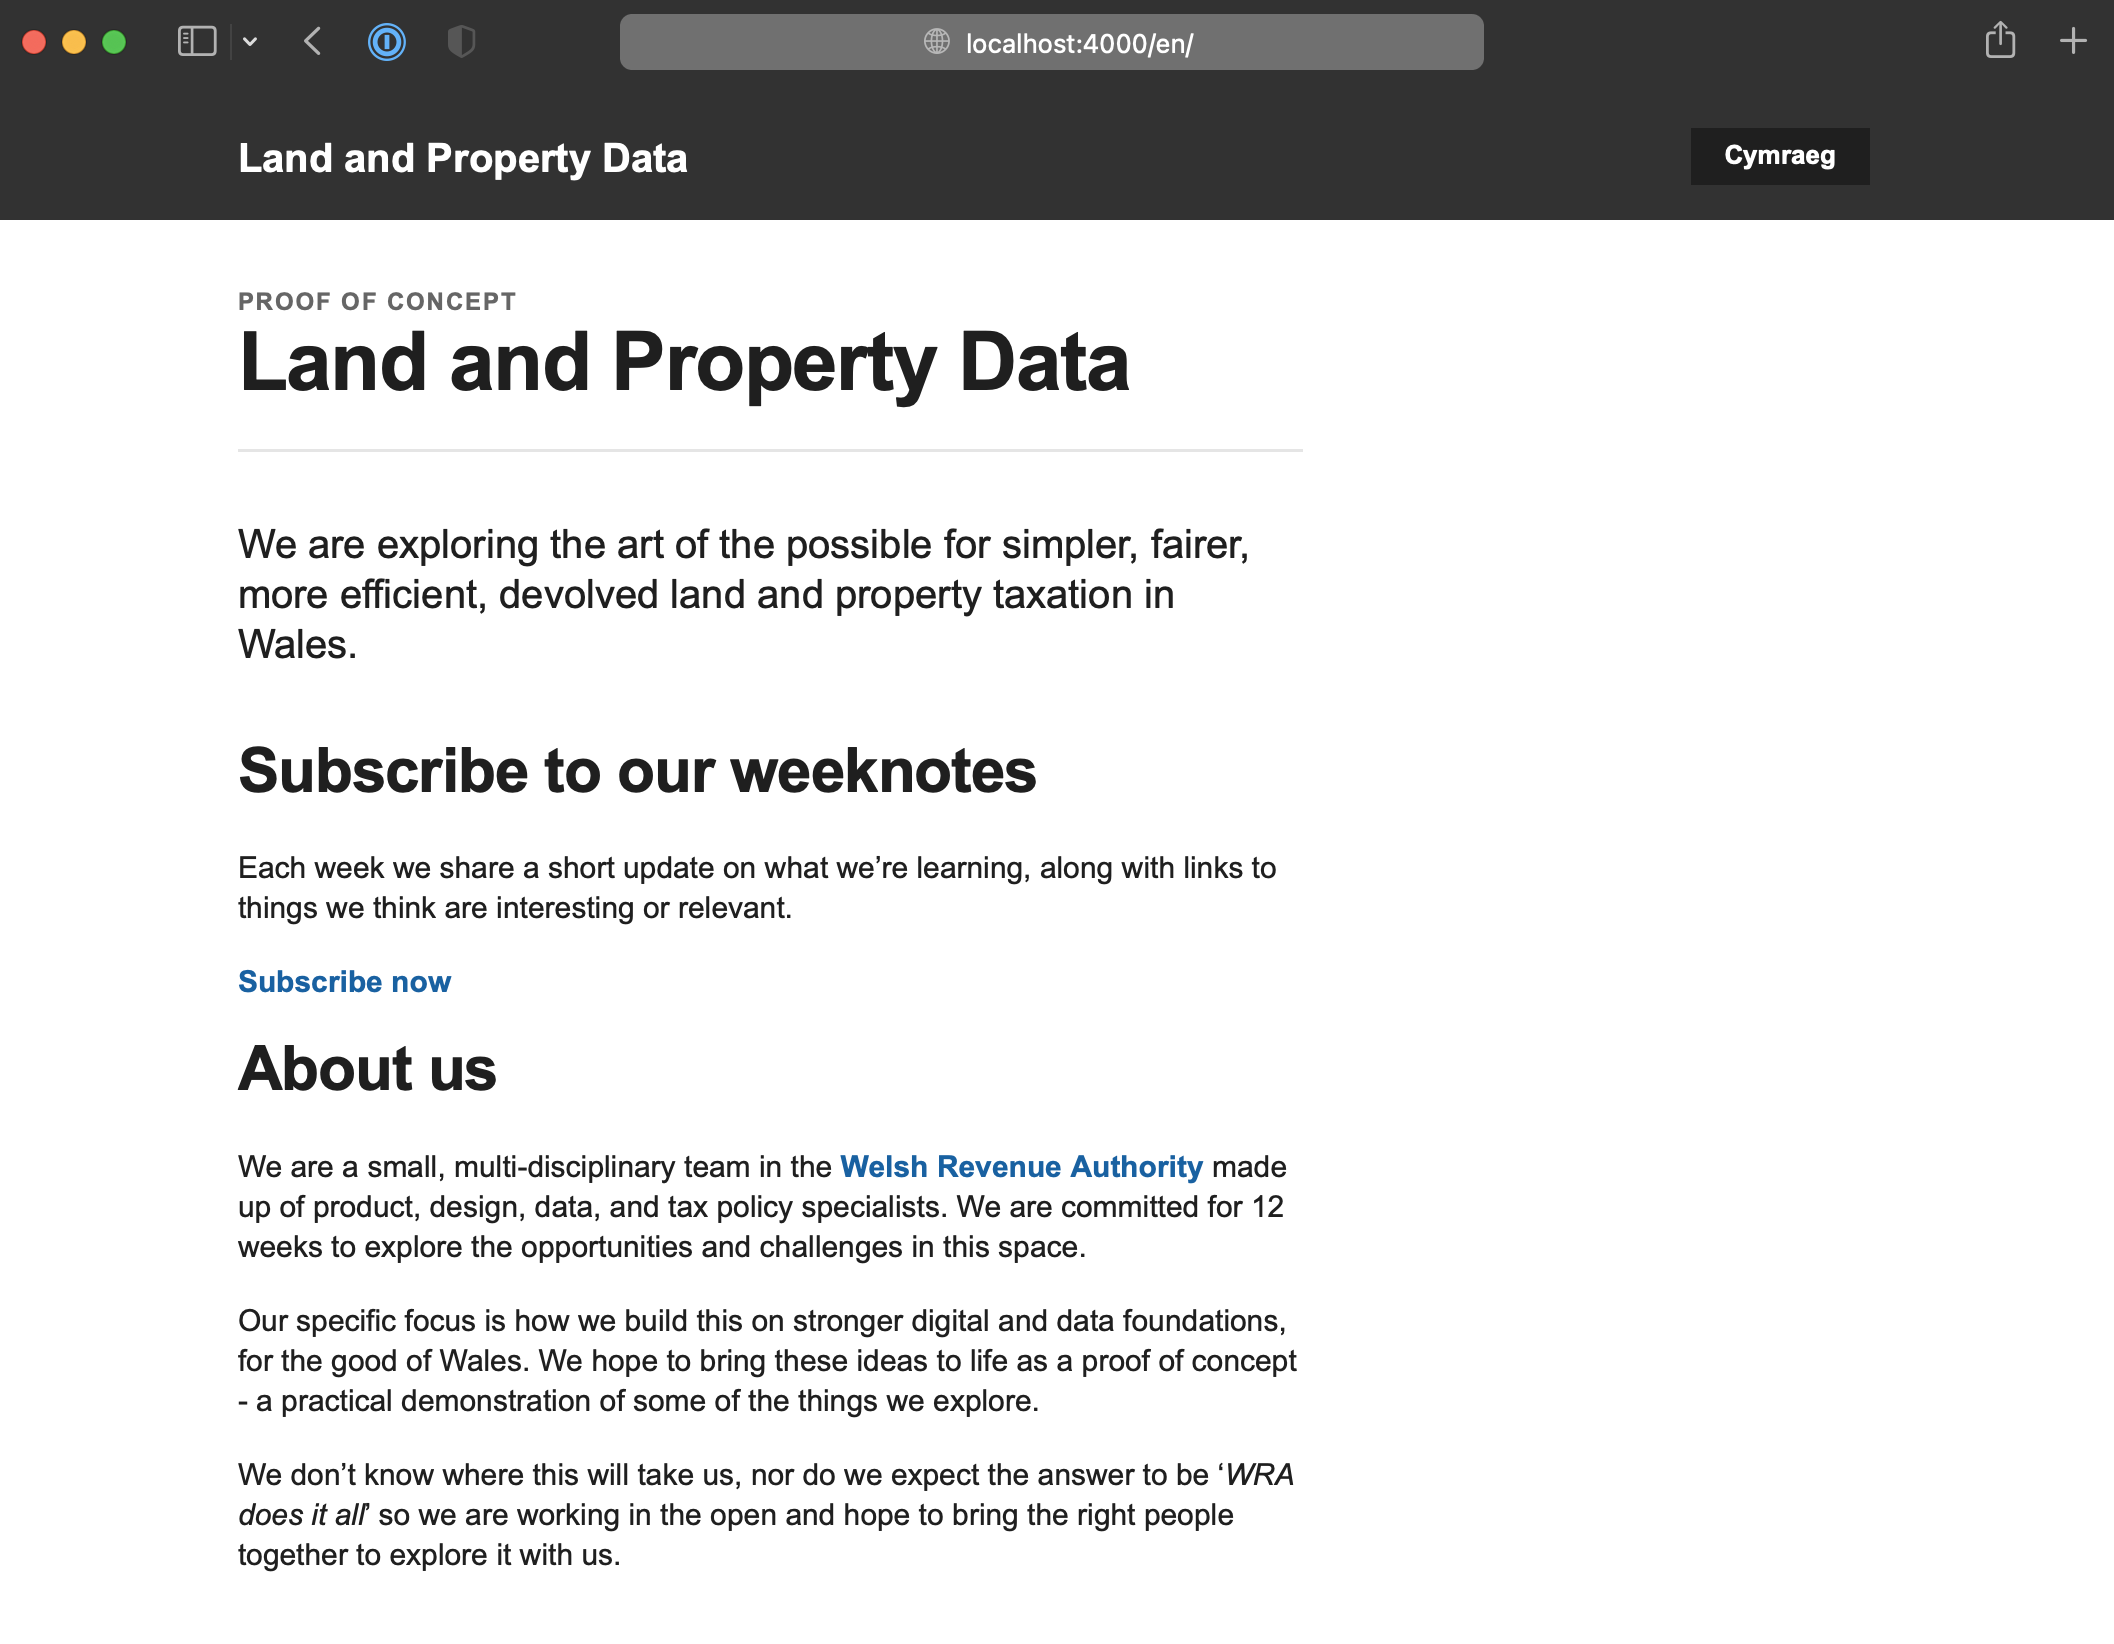 localhost:4000/en/
Land and Property Data
Cymraeg
PROOF OF CONCEPT
Land and Property Data
We are exploring the art of the possible for simpler, fairer,
more efficient, devolved land and property taxation in
Wales.
Subscribe to our weeknotes
Each week we share a short update on what we’re learning, along with links to
things we think are interesting or relevant.
Subscribe now
About us
We are a small, multi-disciplinary team in the Welsh Revenue Authority made
up of product, design, data, and tax policy specialists. We are committed for 12
weeks to explore the opportunities and challenges in this space.
Our specific focus is how we build this on stronger digital and data foundations,
for the good of Wales. We hope to bring these ideas to life as a proof of concept
- a practical demonstration of some of the things we explore.
We don’t know where this will take us, nor do we expect the answer to be ‘WRA
does it all’ so we are working in the open and hope to bring the right people
together to explore it with us.